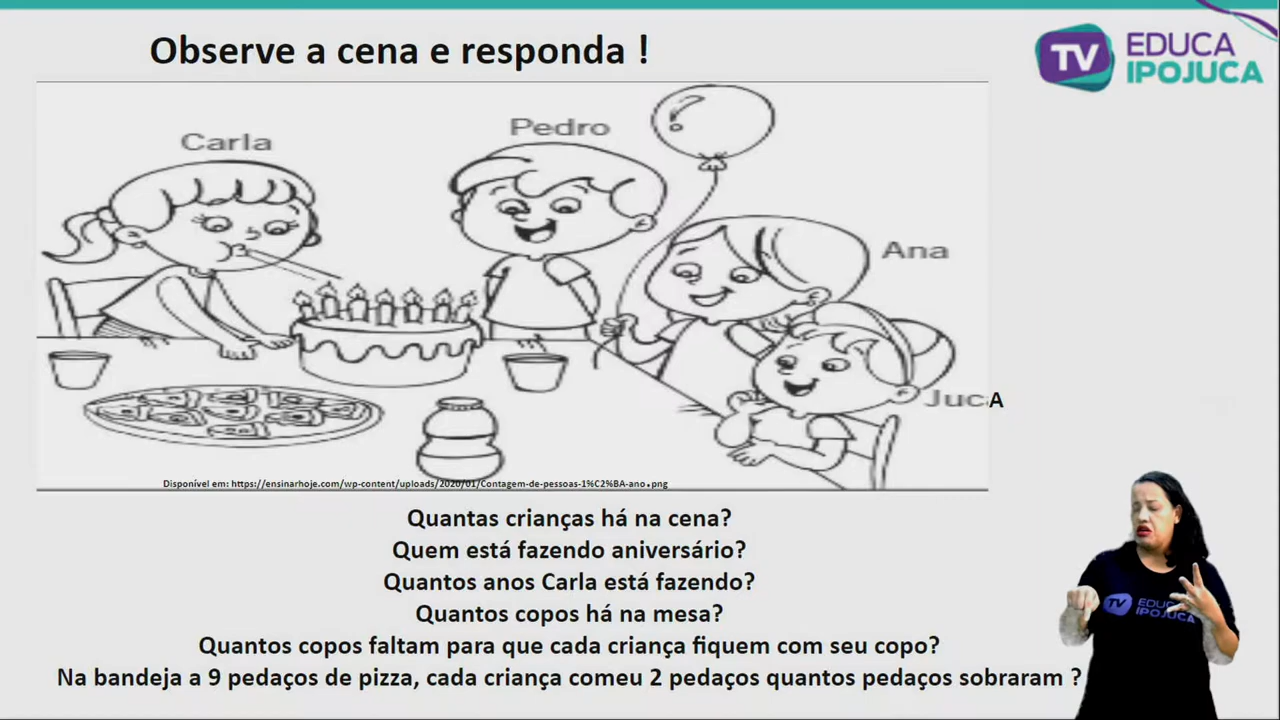 Observe a cena e responda !
TV EDUCA
IPOJUCA
Carla
Pedro
Ana
JucA
Disponível em: https://ensinarhoje.com/wp-content/uploads/2020/01/Contagem-de-pessoas-1%C2%BA-ano.png
Quantas crianças há na cena?
Quem está fazendo aniversário?
Quantos anos Carla está fazendo?
Quantos copos há na mesa?
Quantos copos faltam para que cada criança fiquem com seu copo?
Na bandeja a 9 pedaços de pizza, cada criança comeu 2 pedaços quantos pedaços sobraram ?
TV EDUCA
IPOJUCA